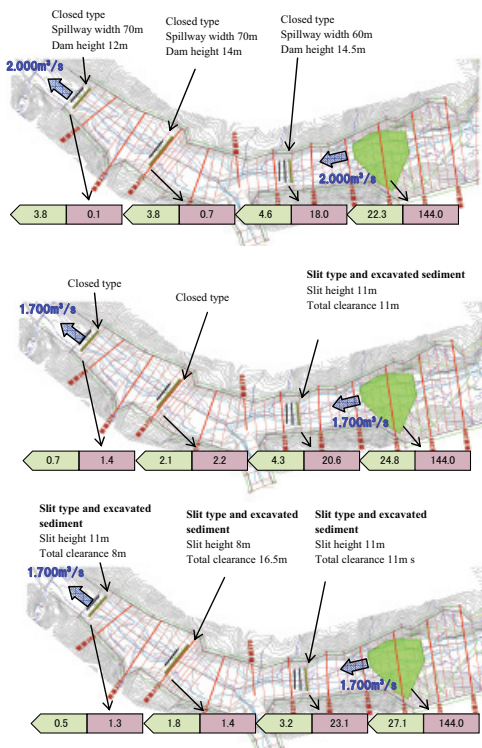 Closed type
Spillway width 70m
Dam height 12m
Closed type
Spillway width 70m
Dam height 14m
Closed type
Spillway width 60m
Dam height 14.5m
2.000m³/s
2.000m³/s
3.8 0.1 3.8 0.7 4.6 18.0 22.3 144.0
Closed type
Closed type
Slit type and excavated sediment
Slit height 11m
Total clearance 11m
1.700m³/s
1.700m³/s
0.7 1.4 2.1 2.2 4.3 20.6 24.8 144.0
Slit type and excavated
sediment
Slit height 11m
Total clearance 8m
Slit type and excavated
sediment
Slit height 8m
Total clearance 16.5m
Slit type and excavated
sediment
Slit height 11m
Total clearance 11m s
1.700m³/s
1.700m³/s
0.5 1.3 1.8 1.4 3.2 23.1 27.1 144.0